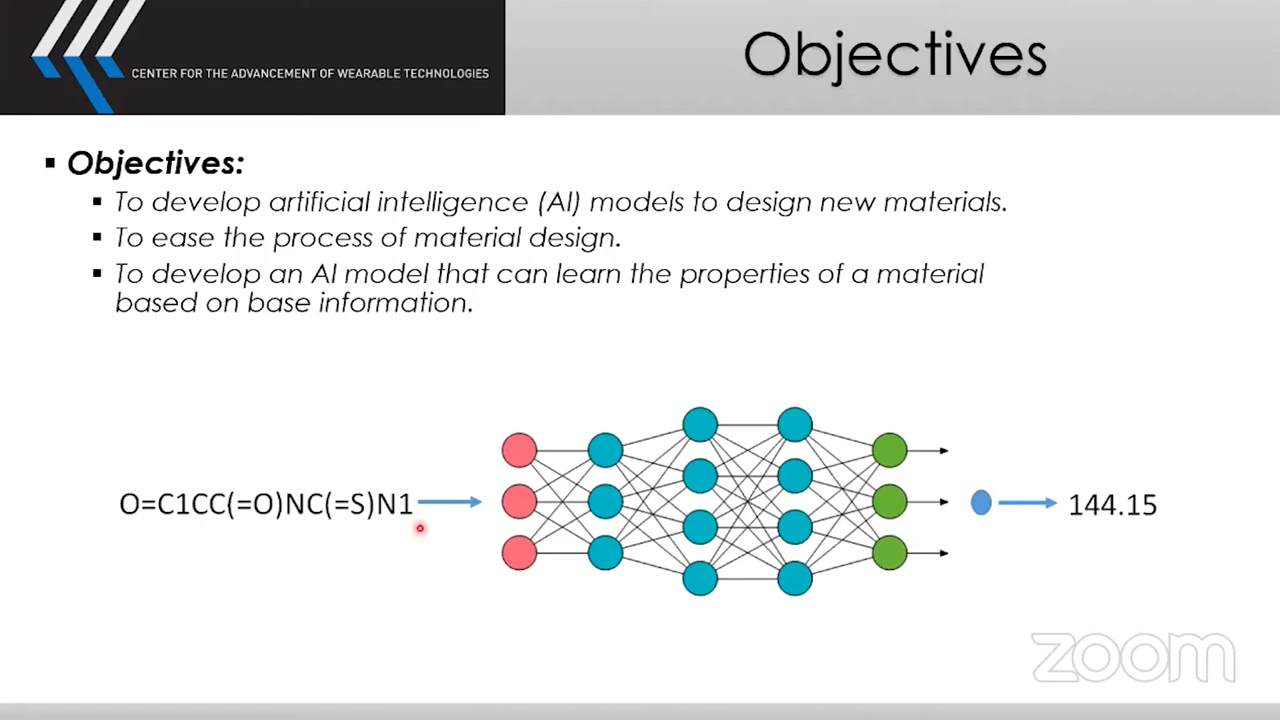 CENTER FOR THE ADVANCEMENT OF WEARABLE TECHNOLOGIES
Objectives
Objectives:
To develop artificial intelligence (AI) models to design new materials.
To ease the process of material design.
To develop an AI model that can learn the properties of a material
based on base information.
O=C1CC(=O)NC(=S)N1
144.15
zoom